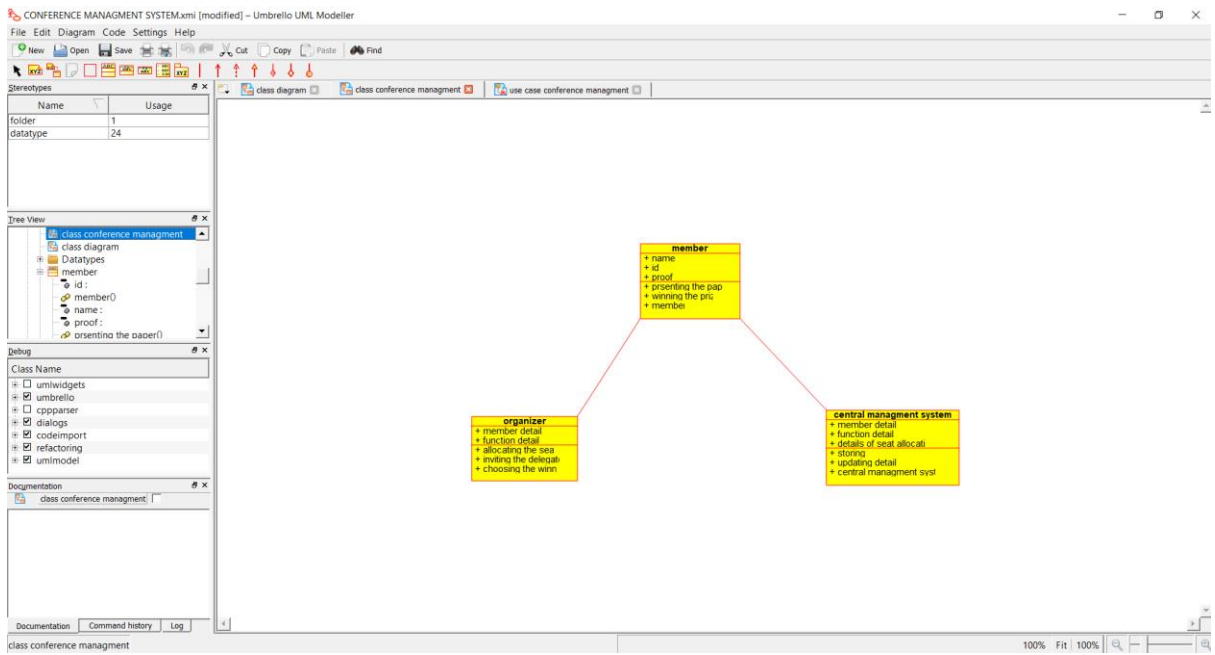 CONFERENCE MANAGMENT SYSTEM.xmi [modified] – Umbrello UML Modeller
File Edit Diagram Code Settings Help
New Open Save Cut Copy Paste Find
XYZ ABC ABC ABC XYZ
Stereotypes
class diagram class conference managment use case conference managment
Name Usage
folder 1
datatype 24
Tree View
class conference managment
class diagram
Datatypes
member
id :
member()
name :
proof :
prsenting the paper()
Debug
Class Name
umlwidgets
umbrello
cppparser
dialogs
codeimport
refactoring
umlmodel
Documentation
class conference managment
Documentation Command history Log
class conference managment
member
+ name
+ id
+ proof
+ prsenting the pap
+ winning the priz
+ member
organizer
+ member detail
+ function detail
+ allocating the sea
+ inviting the delegat
+ choosing the winn
central managment system
+ member detail
+ function detail
+ details of seat allocati
+ storing
+ updating detail
+ central managment syst
100% Fit 100%